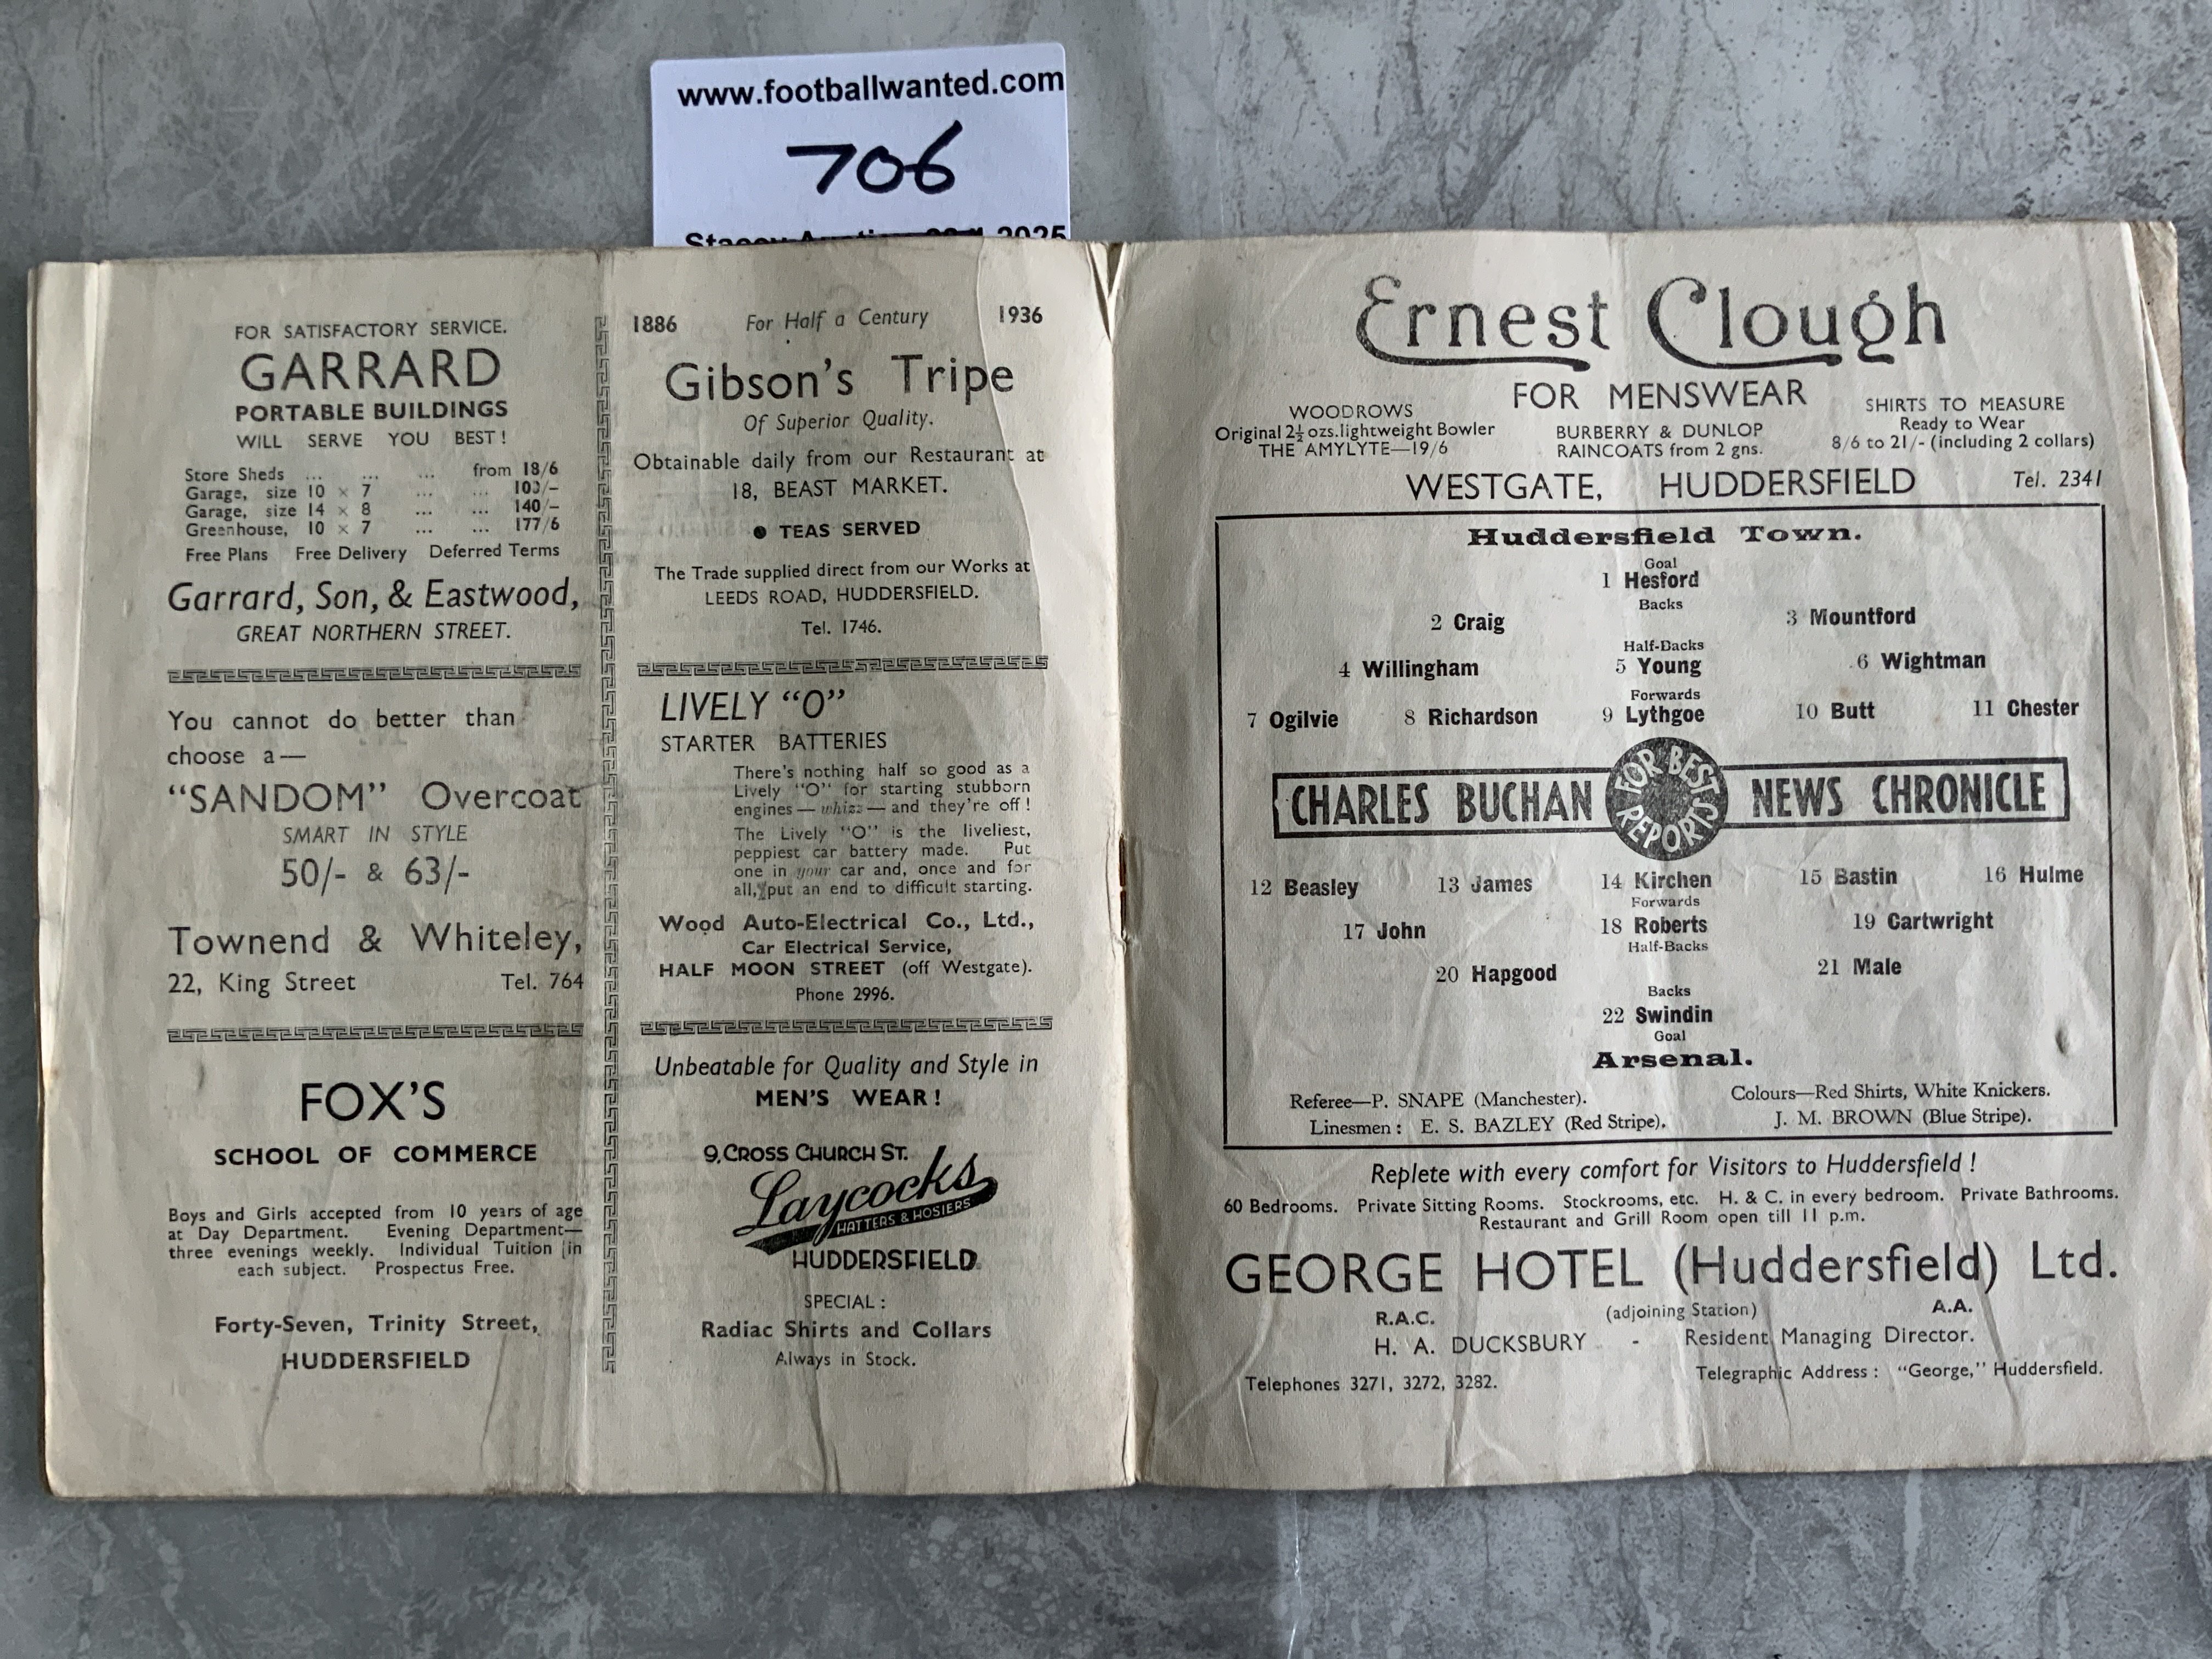 www.footballwanted.com
706
2025
FOR SATISFACTORY SERVICE.
GARRARD
PORTABLE BUILDINGS
WILL SERVE YOU BEST!
Store Sheds ... ... ... from 18/6
Garage, size 10 × 7 ... ... 100/-
Garage, size 14 × 8 ... ... 140/-
Greenhouse, 10 × 7 ... ... 177/6
Free Plans Free Delivery Deferred Terms
Garrard, Son, & Eastwood,
GREAT NORTHERN STREET.
You cannot do better than
choose a—
"SANDOM" Overcoat
SMART IN STYLE
50/- & 63/-
Townend & Whiteley,
22, King Street Tel. 764
FOX'S
SCHOOL OF COMMERCE
Boys and Girls accepted from 10 years of age
at Day Department. Evening Department—
three evenings weekly. Individual Tuition in
each subject. Prospectus Free.
Forty-Seven, Trinity Street,
HUDDERSFIELD
1886 For Half a Century 1936
Gibson's Tripe
Of Superior Quality.
Obtainable daily from our Restaurant at
18, BEAST MARKET.
● TEAS SERVED
The Trade supplied direct from our Works at
LEEDS ROAD, HUDDERSFIELD.
Tel. 1746.
LIVELY "O"
STARTER BATTERIES
There's nothing half so good as a
Lively "O" for starting stubborn
engines—whizz—and they're off!
The Lively "O" is the liveliest,
peppiest car battery made. Put
one in your car and, once and for
all, put an end to difficult starting.
Wood Auto-Electrical Co., Ltd.,
Car Electrical Service,
HALF MOON STREET (off Westgate).
Phone 2996.
Unbeatable for Quality and Style in
MEN'S WEAR!
9, CROSS CHURCH ST.
Laycocks
HATTERS & HOSIERS
HUDDERSFIELD.
SPECIAL:
Radiac Shirts and Collars
Always in Stock.
Ernest Clough
FOR MENSWEAR
WOODROWS
Original 2½ ozs. lightweight Bowler
THE AMYLYTE—19/6
BURBERRY & DUNLOP
RAINCOATS from 2 gns.
SHIRTS TO MEASURE
Ready to Wear
8/6 to 21/- (including 2 collars)
WESTGATE, HUDDERSFIELD Tel. 2341
Huddersfield Town.
Goal
1 Hesford
Backs
2 Craig 3 Mountford
Half-Backs
4 Willingham 5 Young 6 Wightman
Forwards
7 Ogilvie 8 Richardson 9 Lythgoe 10 Butt 11 Chester
CHARLES BUCHAN FOR BEST REPORTS NEWS CHRONICLE
12 Beasley 13 James 14 Kirchen 15 Bastin 16 Hulme
Forwards
17 John 18 Roberts 19 Cartwright
Half-Backs
20 Hapgood 21 Male
Backs
22 Swindin
Goal
Arsenal.
Referee—P. SNAPE (Manchester). Colours—Red Shirts, White Knickers.
Linesmen: E. S. BAZLEY (Red Stripe). J. M. BROWN (Blue Stripe).
Replete with every comfort for Visitors to Huddersfield!
60 Bedrooms. Private Sitting Rooms. Stockrooms, etc. H. & C. in every bedroom. Private Bathrooms.
Restaurant and Grill Room open till 11 p.m.
GEORGE HOTEL (Huddersfield) Ltd.
R.A.C. (adjoining Station) A.A.
H. A. DUCKSBURY - Resident Managing Director.
Telephones 3271, 3272, 3282. Telegraphic Address: "George," Huddersfield.